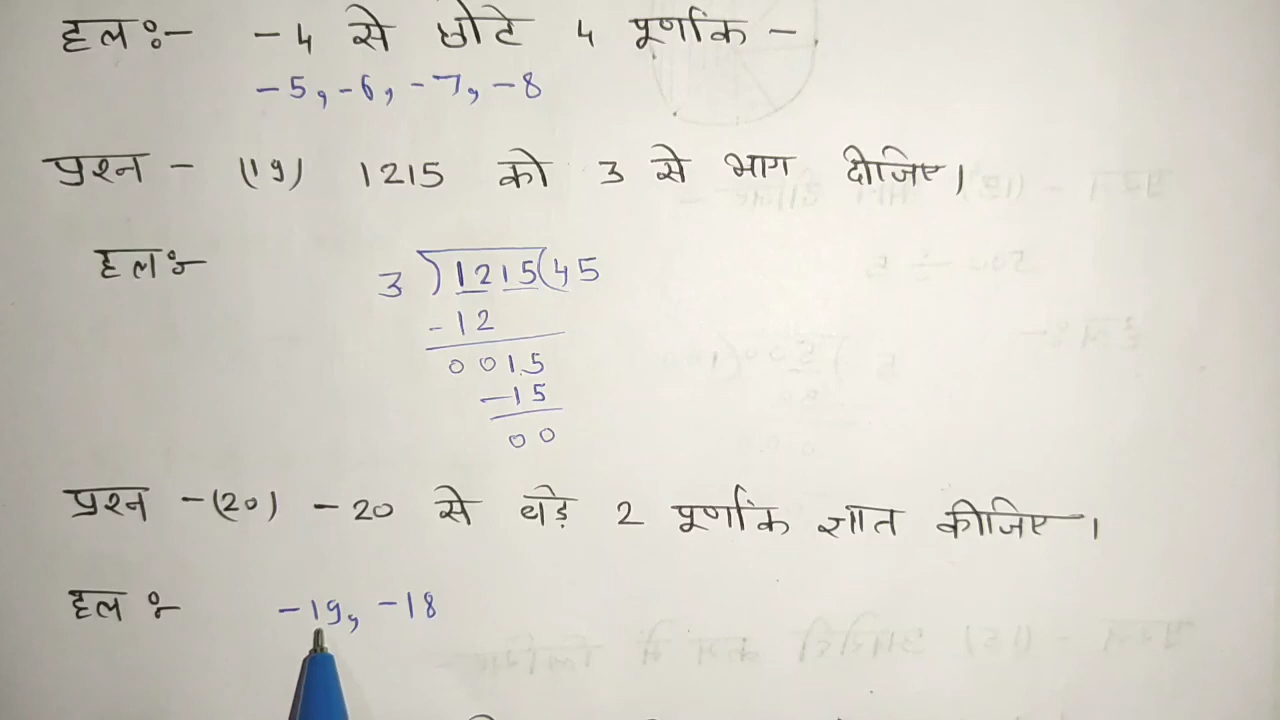 हल:- -4 से छोटे 4 पूर्णांक -
-5, -6, -7, -8
प्रश्न - (19) 1215 को 3 से भाग दीजिए।
हल:-
3 ) 1215 ( 45
-12
0015
-15
00
प्रश्न -(20) -20 से बड़े 2 पूर्णांक ज्ञात कीजिए।
हल :- -19, -18